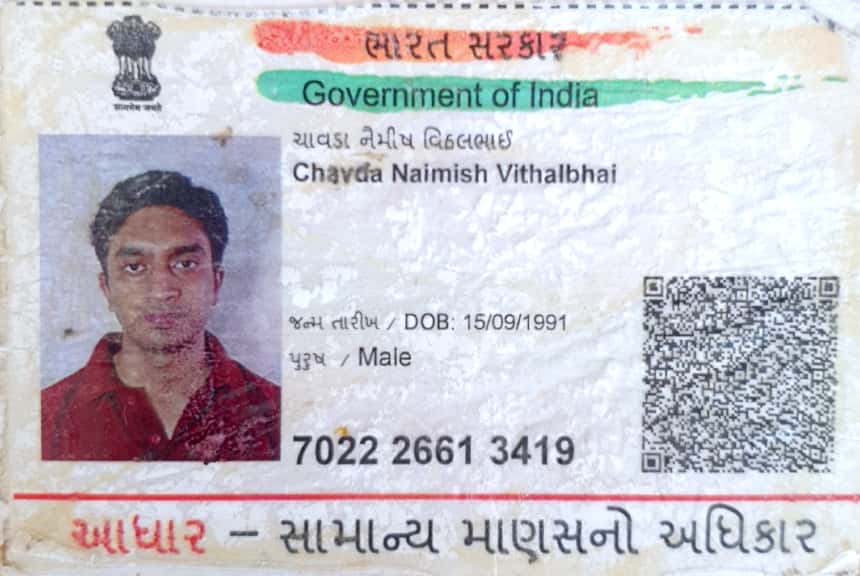 सत्यमेव जयते
ભારત સરકાર
Government of India
ચાવડા નૈમીષ વિઠલભાઈ
Chavda Naimish Vithalbhai
જન્મ તારીખ / DOB: 15/09/1991
પુરુષ / Male
7022 2661 3419
આધાર – સામાન્ય માણસનો અધિકાર